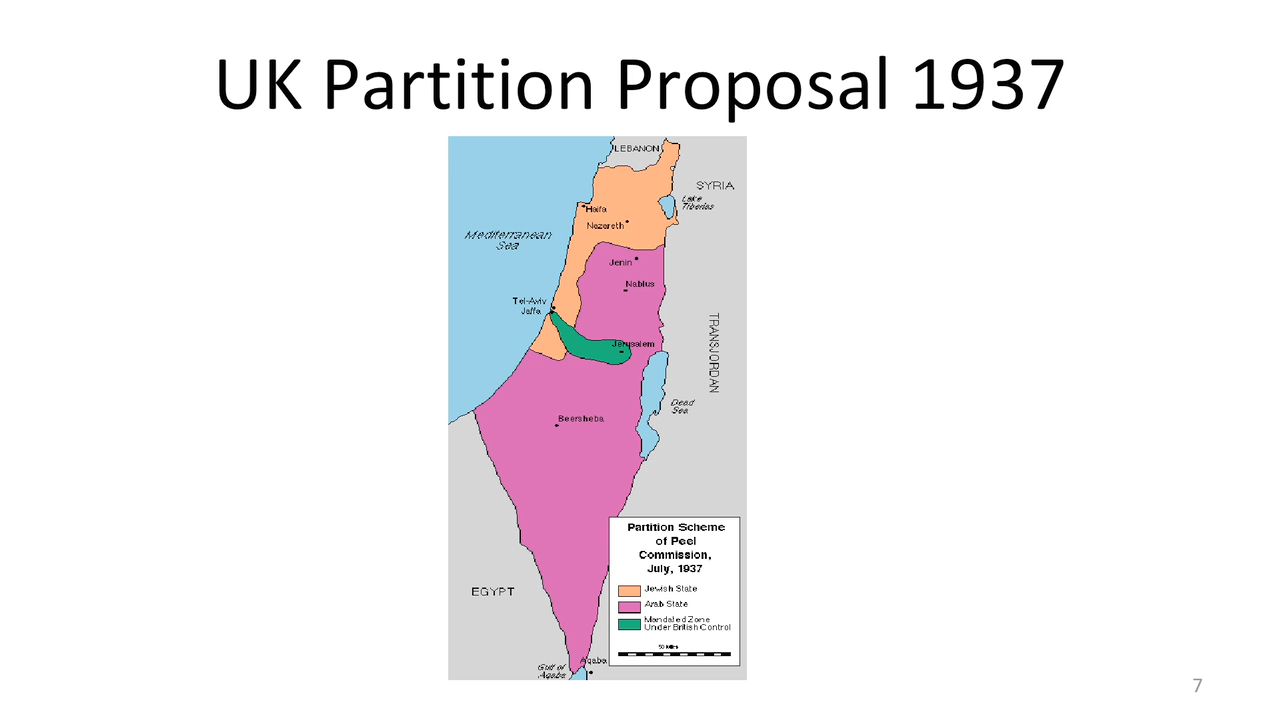 UK Partition Proposal 1937
LEBANON
SYRIA
Lake
Tiberias
Haifa
Nazareth
Mediterranean
Sea
Jenin
Nablus
Tel-Aviv
Jaffa
TRANSJORDAN
Jerusalem
Dead
Sea
Beersheba
Partition Scheme
of Peel
Commission,
July, 1937
EGYPT
Jewish State
Arab State
Mandated Zone
Under British Control
50 Miles
Aqaba
Gulf of
Aqaba
7